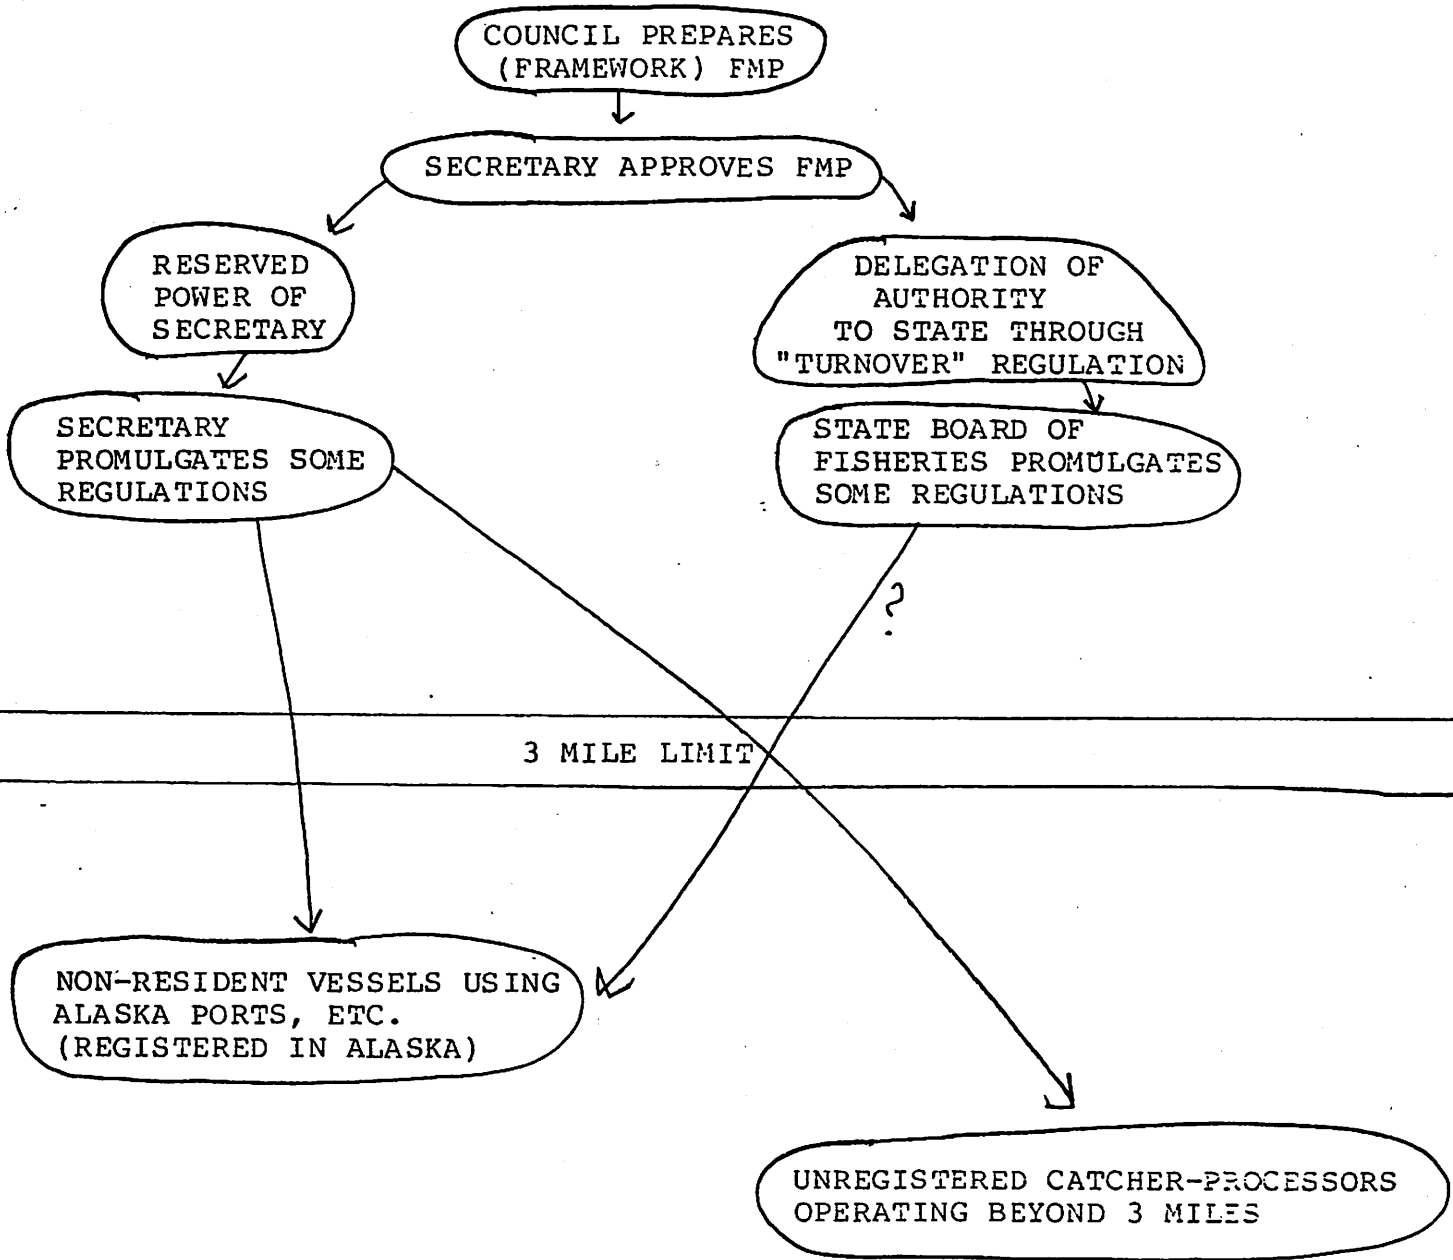 COUNCIL PREPARES
(FRAMEWORK) FMP
SECRETARY APPROVES FMP
RESERVED
POWER OF
SECRETARY
DELEGATION OF
AUTHORITY
TO STATE THROUGH
"TURNOVER" REGULATION
SECRETARY
PROMULGATES SOME
REGULATIONS
STATE BOARD OF
FISHERIES PROMULGATES
SOME REGULATIONS
?
3 MILE LIMIT
NON-RESIDENT VESSELS USING
ALASKA PORTS, ETC.
(REGISTERED IN ALASKA)
UNREGISTERED CATCHER-PROCESSORS
OPERATING BEYOND 3 MILES